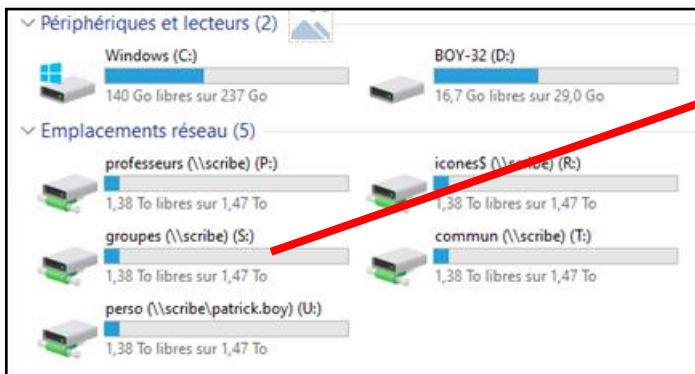 Périphériques et lecteurs (2)
Windows (C:)
140 Go libres sur 237 Go
BOY-32 (D:)
16,7 Go libres sur 29,0 Go
Emplacements réseau (5)
professeurs (\\scribe) (P:)
1,38 To libres sur 1,47 To
icones$ (\\scribe) (R:)
1,38 To libres sur 1,47 To
groupes (\\scribe) (S:)
1,38 To libres sur 1,47 To
commun (\\scribe) (T:)
1,38 To libres sur 1,47 To
perso (\\scribe\patrick.boy) (U:)
1,38 To libres sur 1,47 To